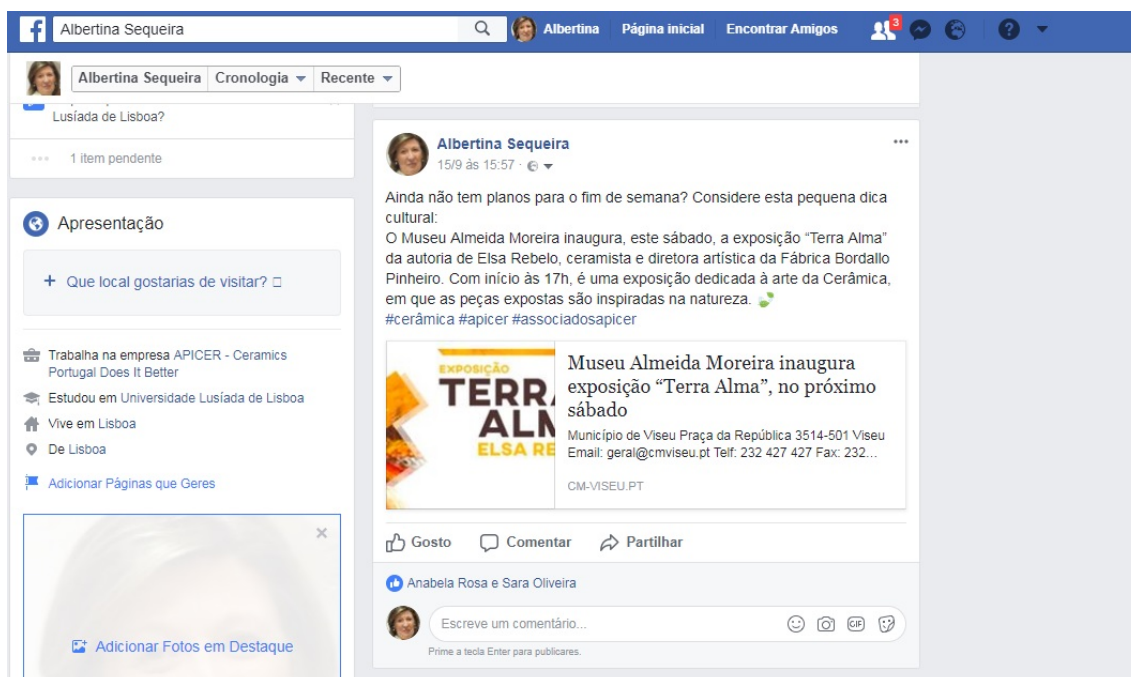 Albertina Sequeira
Albertina Página inicial Encontrar Amigos 3
Albertina Sequeira Cronologia Recente
Lusíada de Lisboa?
1 item pendente
Apresentação
+ Que local gostarias de visitar?
Trabalha na empresa APICER - Ceramics
Portugal Does It Better
Estudou em Universidade Lusíada de Lisboa
Vive em Lisboa
De Lisboa
Adicionar Páginas que Geres
Adicionar Fotos em Destaque
Albertina Sequeira
15/9 às 15:57
Ainda não tem planos para o fim de semana? Considere esta pequena dica
cultural:
O Museu Almeida Moreira inaugura, este sábado, a exposição “Terra Alma”
da autoria de Elsa Rebelo, ceramista e diretora artística da Fábrica Bordallo
Pinheiro. Com início às 17h, é uma exposição dedicada à arte da Cerâmica,
em que as peças expostas são inspiradas na natureza.
#cerâmica #apicer #associadosapicer
EXPOSIÇÃO
TERRA
ALM
ELSA RE
Museu Almeida Moreira inaugura
exposição “Terra Alma”, no próximo
sábado
Município de Viseu Praça da República 3514-501 Viseu
Email: geral@cmviseu.pt Telf: 232 427 427 Fax: 232...
CM-VISEU.PT
Gosto Comentar Partilhar
Anabela Rosa e Sara Oliveira
Escreve um comentário... GIF
Prime a tecla Enter para publicares.